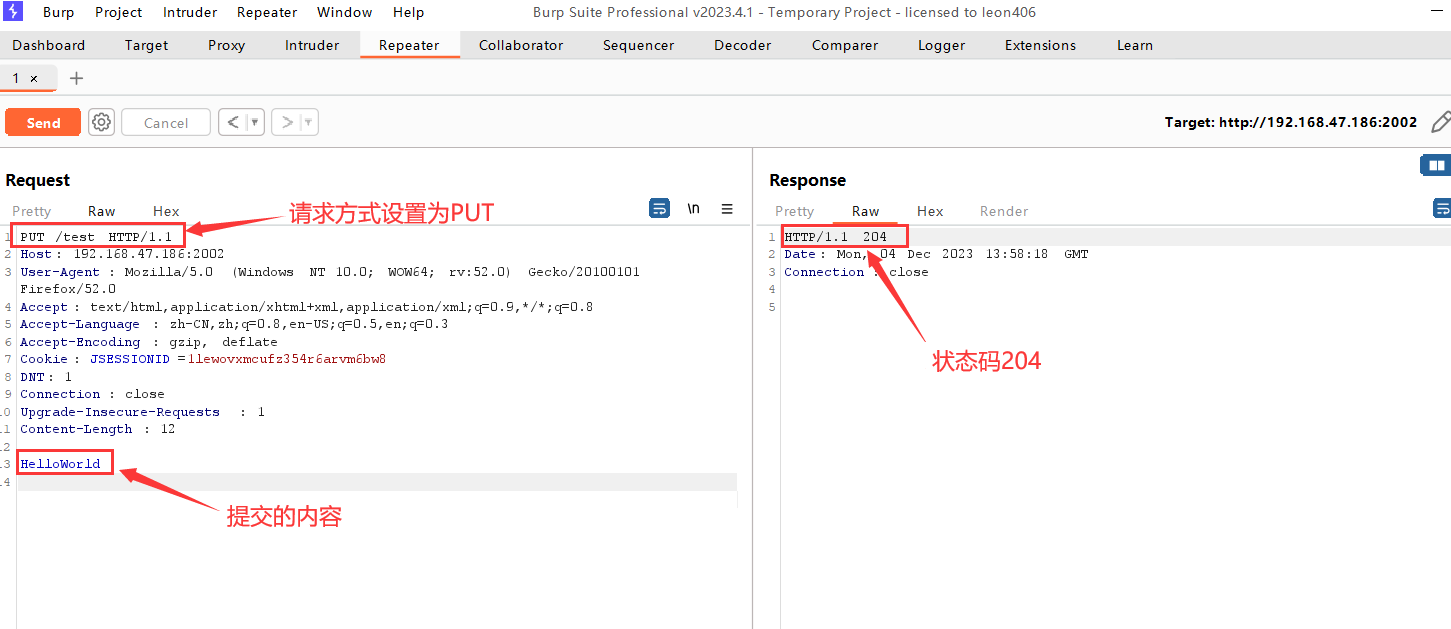 Burp Project Intruder Repeater Window Help Burp Suite Professional v2023.4.1 - Temporary Project - licensed to leon406
Dashboard Target Proxy Intruder Repeater Collaborator Sequencer Decoder Comparer Logger Extensions Learn
1 × +
Send Cancel < ▼ > ▼ Target: http://192.168.47.186:2002
Request
Pretty Raw Hex \n
请求方式设置为PUT
1 PUT /test HTTP/1.1
2 Host: 192.168.47.186:2002
3 User-Agent : Mozilla/5.0 (Windows NT 10.0; WOW64; rv:52.0) Gecko/20100101
Firefox/52.0
4 Accept : text/html,application/xhtml+xml,application/xml;q=0.9,*/*;q=0.8
5 Accept-Language : zh-CN,zh;q=0.8,en-US;q=0.5,en;q=0.3
6 Accept-Encoding : gzip, deflate
7 Cookie : JSESSIONID =1lewovxmcufz354r6arvm6bw8
8 DNT: 1
9 Connection : close
10 Upgrade-Insecure-Requests : 1
11 Content-Length : 12
12
13 HelloWorld
14
提交的内容
Response
Pretty Raw Hex Render
1 HTTP/1.1 204
2 Date: Mon, 04 Dec 2023 13:58:18 GMT
3 Connection : close
4
5
状态码204